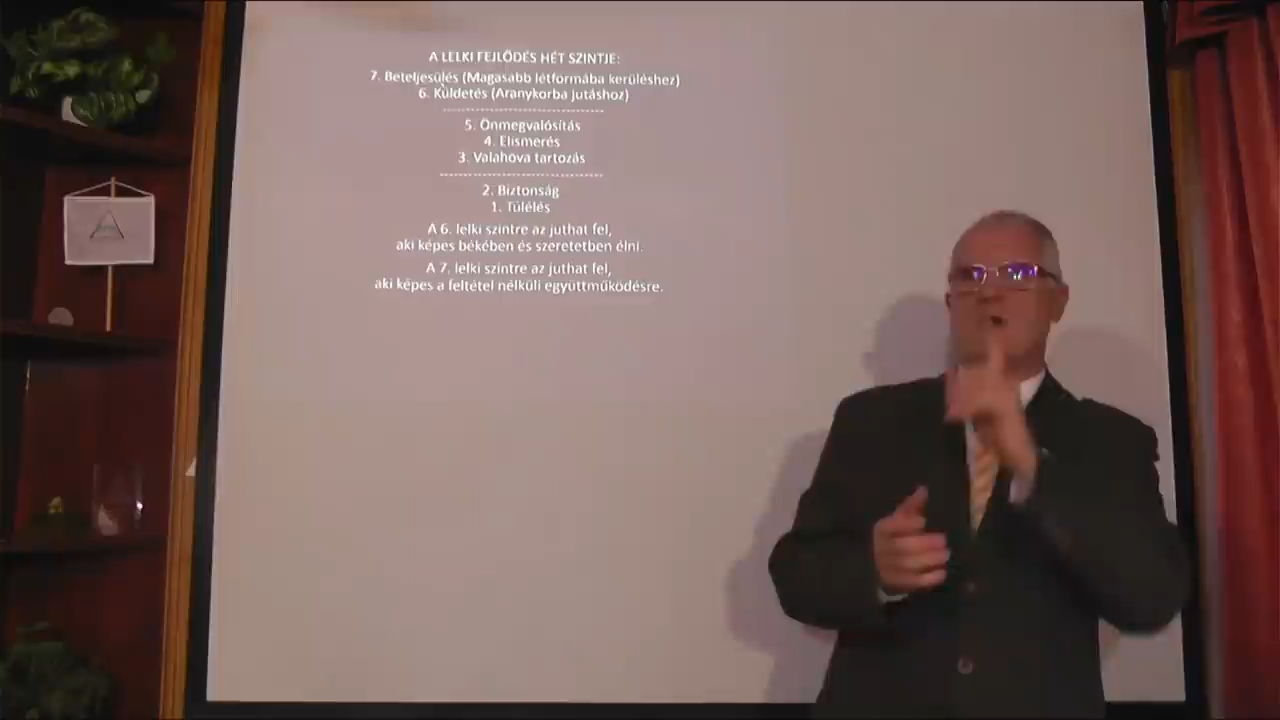 A LELKI FEJLŐDÉS HÉT SZINTJE:
7. Beteljesülés (Magasabb létformába kerüléshez)
6. Küldetés (Aranykorba jutáshoz)
5. Önmegvalósítás
4. Elismerés
3. Valahova tartozás
2. Biztonság
1. Túlélés
A 6. lelki szintre az juthat fel,
aki képes békében és szeretetben élni.
A 7. lelki szintre az juthat fel,
aki képes a feltétel nélküli együttműködésre.